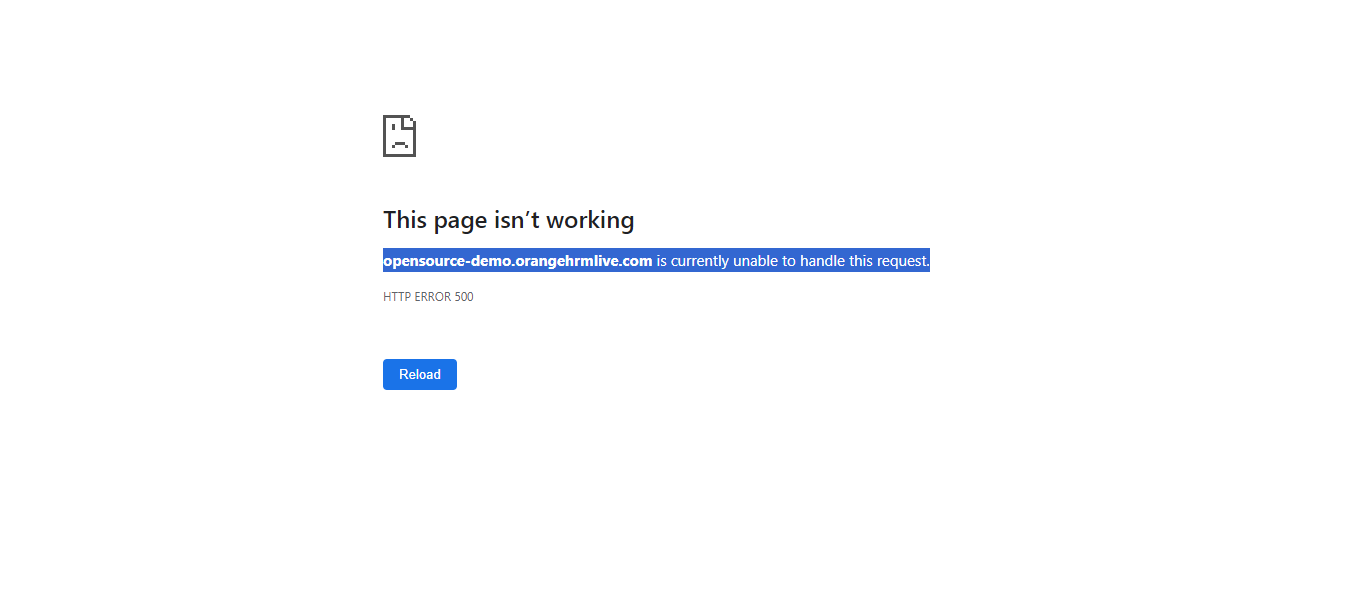 This page isn’t working
opensource-demo.orangehrmlive.com is currently unable to handle this request.
HTTP ERROR 500
Reload